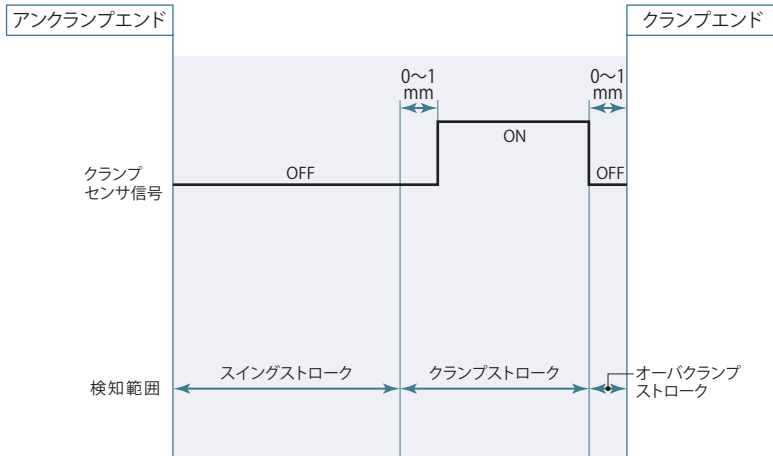 アンクランプエンド
クランプエンド
0〜1
mm
0〜1
mm
ON
クランプ
センサ信号
OFF
OFF
検知範囲
スイングストローク
クランプストローク
オーバクランプ
ストローク